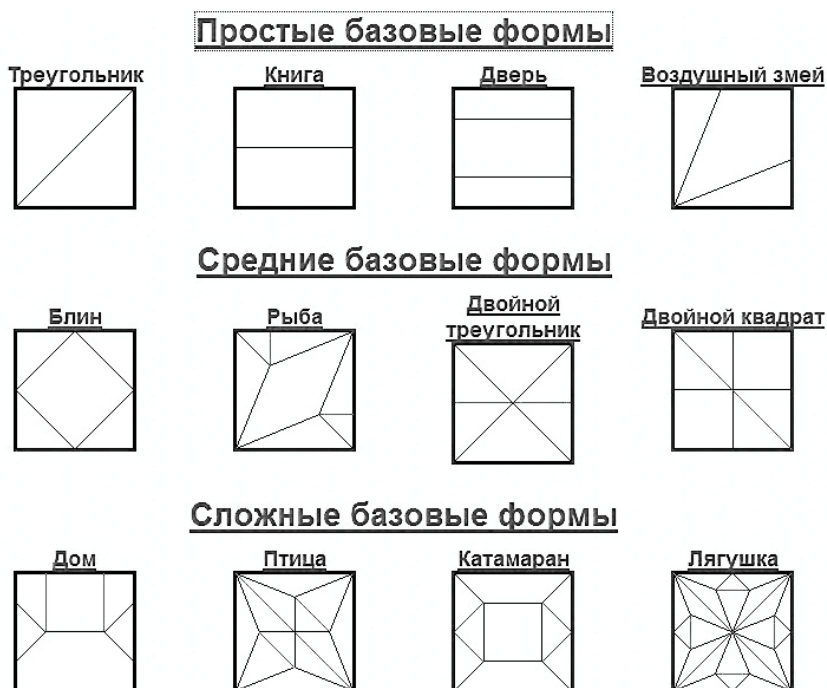 Простые базовые формы
Треугольник Книга Дверь Воздушный змей
Средние базовые формы
Блин Рыба Двойной треугольник Двойной квадрат
Сложные базовые формы
Дом Птица Катамаран Лягушка